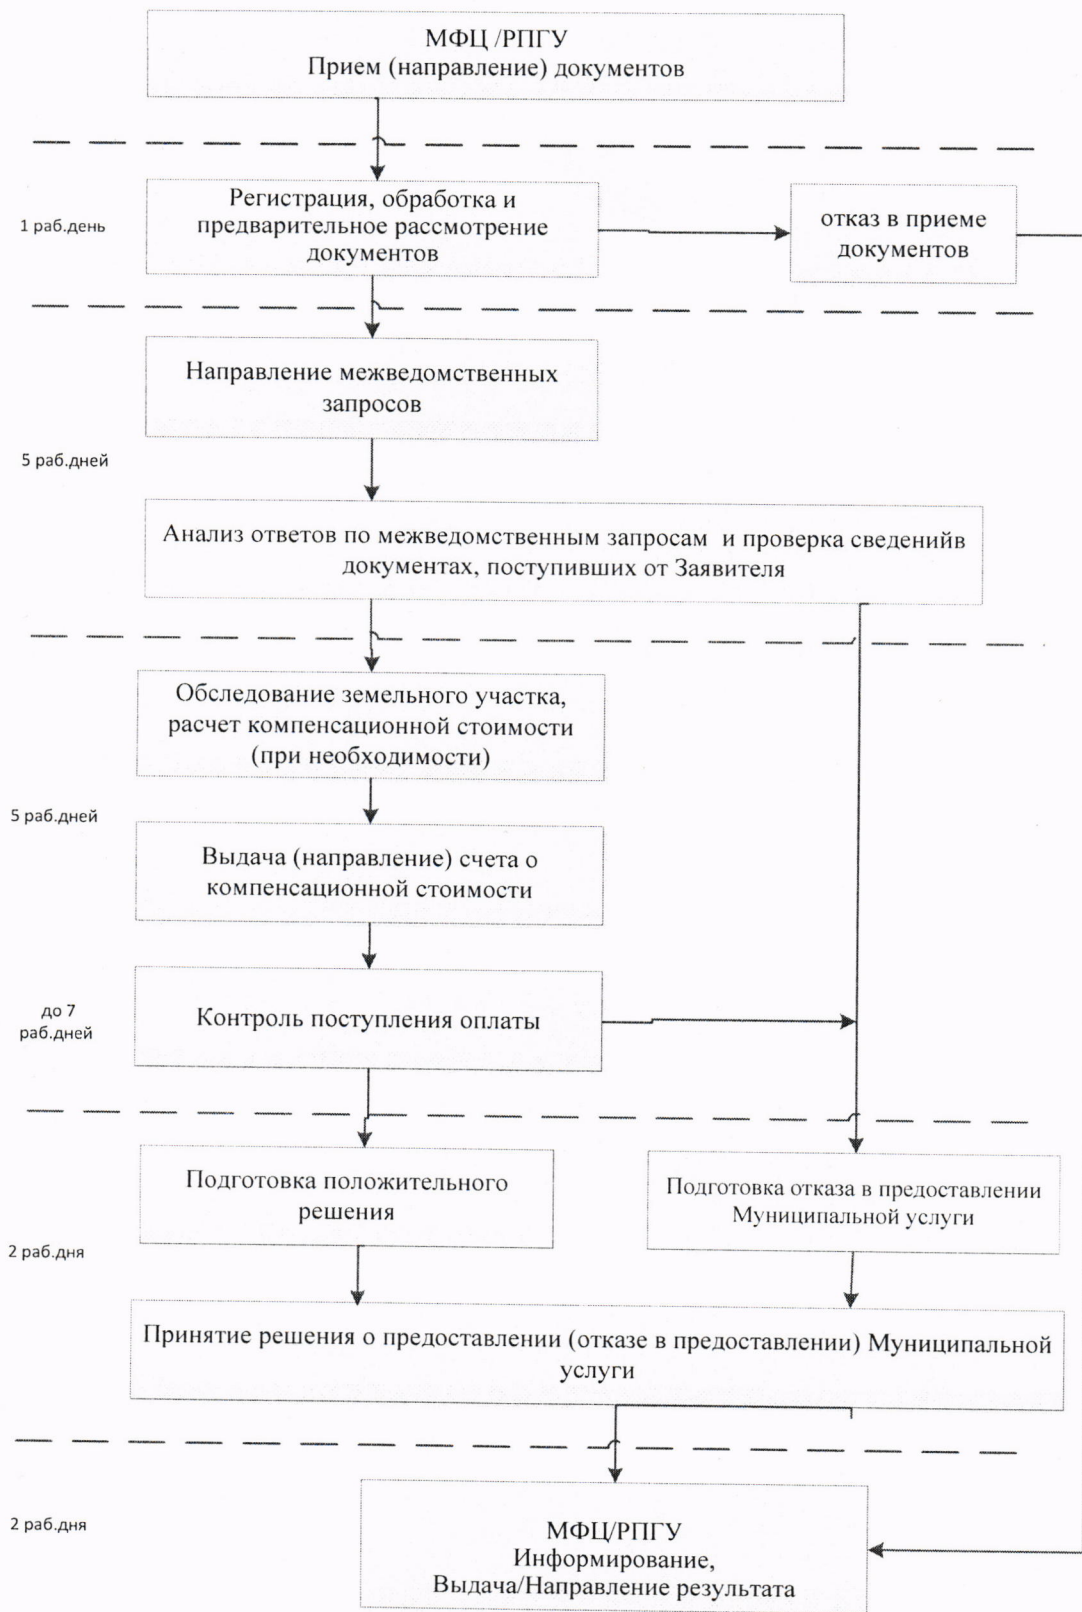 МФЦ /РПГУ
Прием (направление) документов
1 раб.день
Регистрация, обработка и
предварительное рассмотрение
документов
отказ в приеме
документов
Направление межведомственных
запросов
5 раб.дней
Анализ ответов по межведомственным запросам и проверка сведенийв
документах, поступивших от Заявителя
Обследование земельного участка,
расчет компенсационной стоимости
(при необходимости)
5 раб.дней
Выдача (направление) счета о
компенсационной стоимости
до 7
раб.дней
Контроль поступления оплаты
Подготовка положительного
решения
Подготовка отказа в предоставлении
Муниципальной услуги
2 раб.дня
Принятие решения о предоставлении (отказе в предоставлении) Муниципальной
услуги
2 раб.дня
МФЦ/РПГУ
Информирование,
Выдача/Направление результата